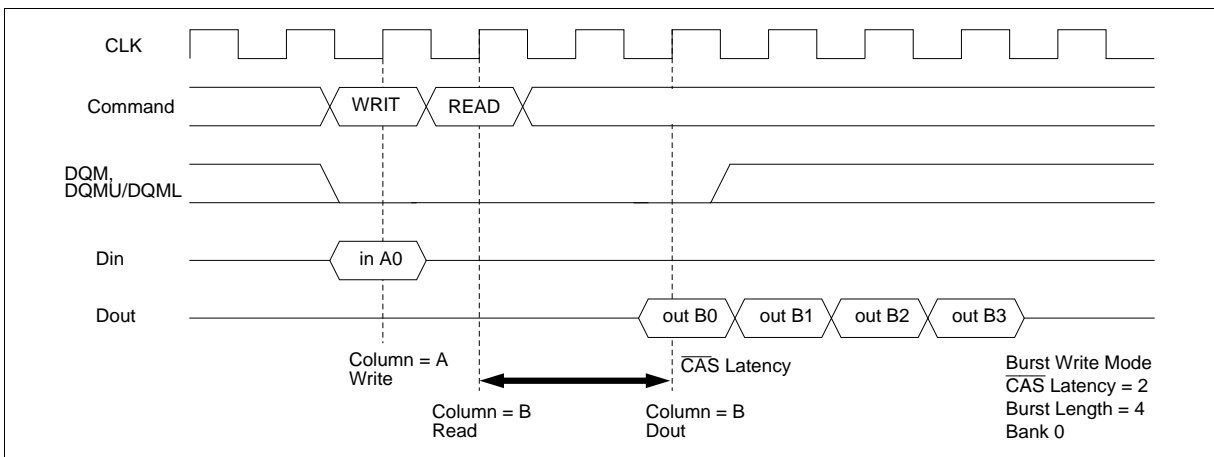 CLK
Command
WRIT
READ
DQM,
DQMU/DQML
Din
in A0
Dout
out B0
out B1
out B2
out B3
Column = A
Write
CAS Latency
Column = B
Read
Column = B
Dout
Burst Write Mode
CAS Latency = 2
Burst Length = 4
Bank 0